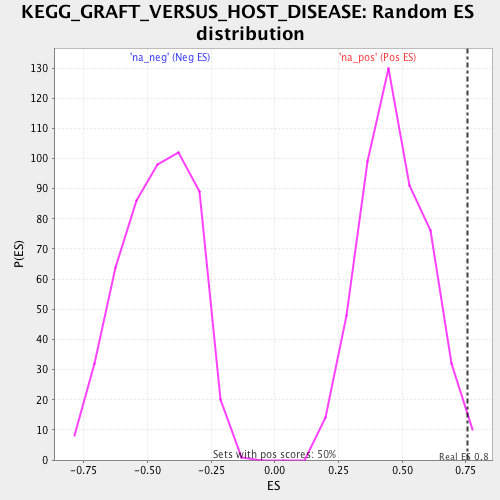 KEGG_GRAFT_VERSUS_HOST_DISEASE: Random ES
distribution
'na_neg' (Neg ES)
'na_pos' (Pos ES)
130
120
110
100
90
80
70
60
50
40
30
20
10
0
P(ES)
Sets with pos scores: 50%
Real ES 0.8
-0.75 -0.50 -0.25 0.00 0.25 0.50 0.75
ES